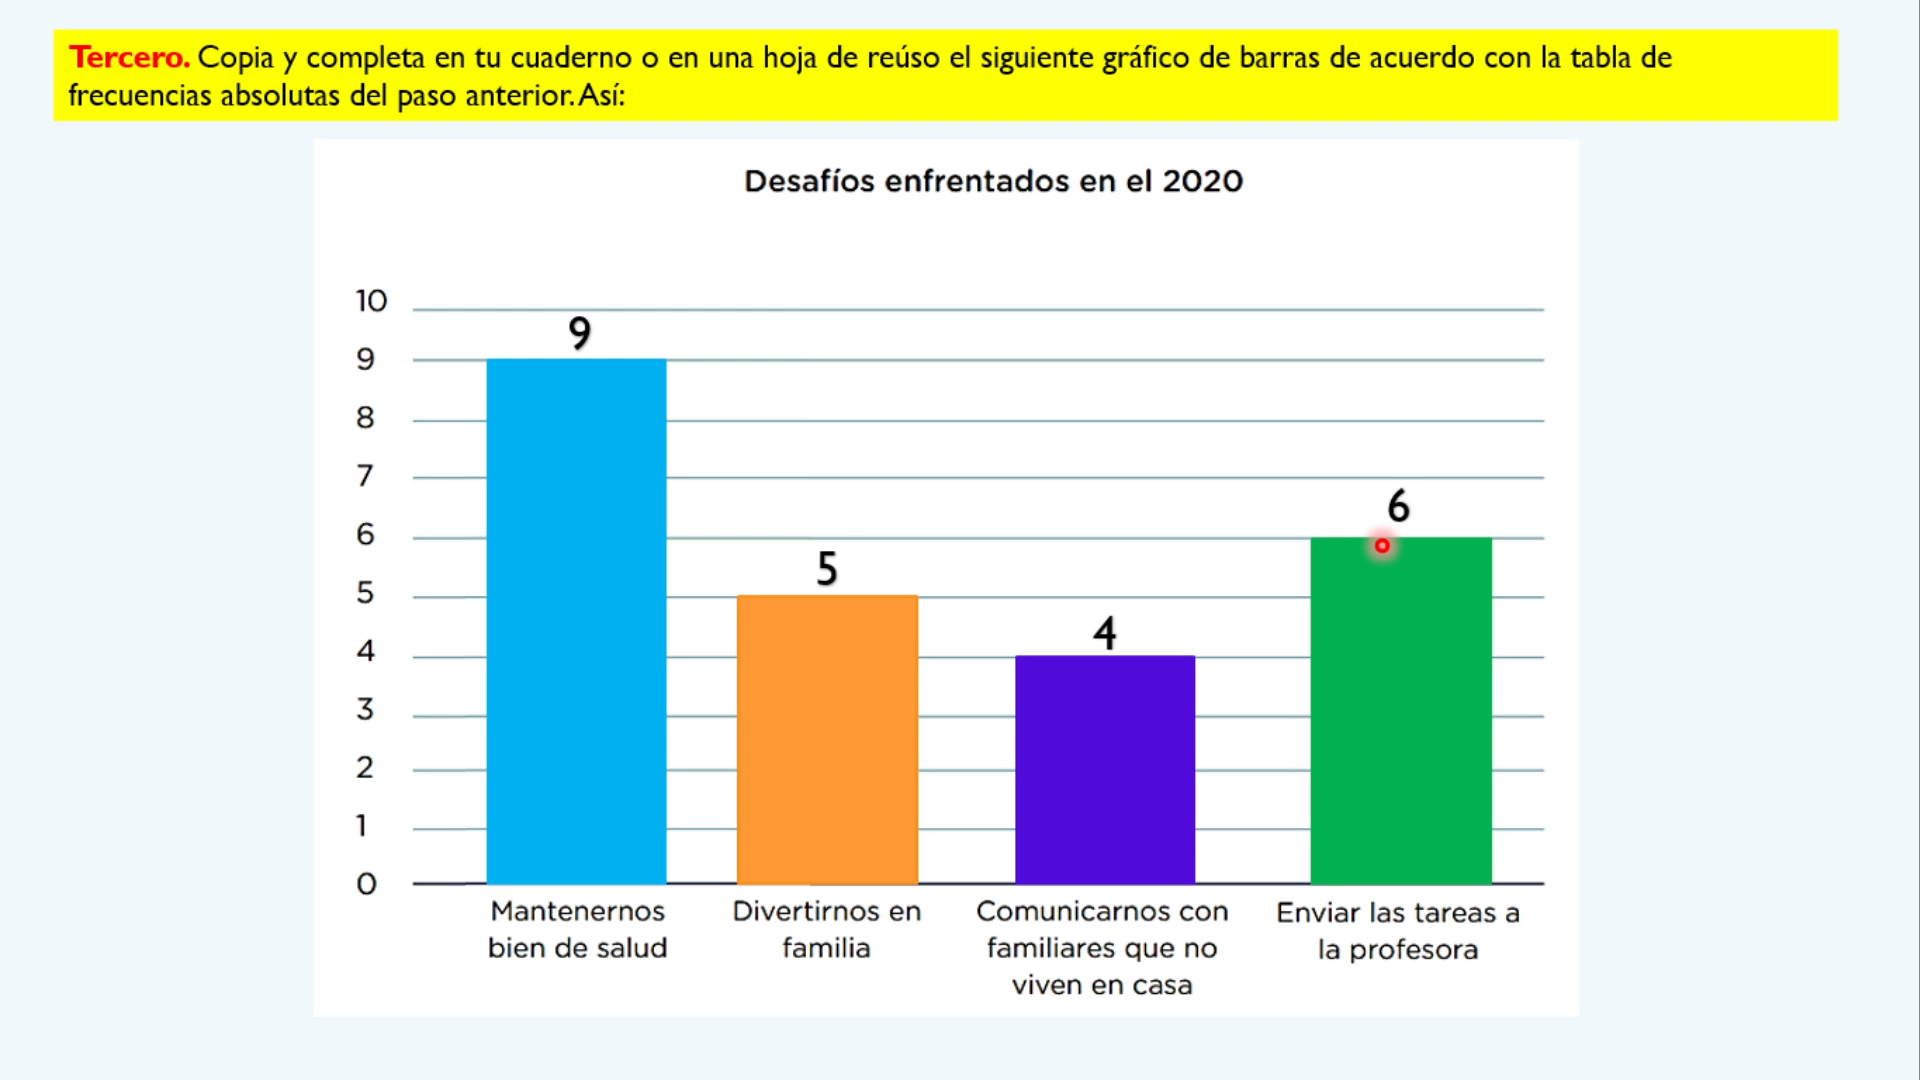 Tercero. Copia y completa en tu cuaderno o en una hoja de reúso el siguiente gráfico de barras de acuerdo con la tabla de
frecuencias absolutas del paso anterior. Así:
Desafíos enfrentados en el 2020
10
9
9
8
7
6
6
5
5
4
4
3
2
1
0
Mantenernos
bien de salud
Divertirnos en
familia
Comunicarnos con
familiares que no
viven en casa
Enviar las tareas a
la profesora